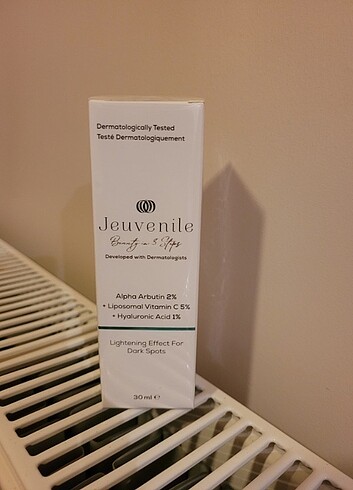 Dermatologically Tested
Testé Dermatologiquement
Jeuvenile
Beauty in 3 Steps
Developed with Dermatologists
Alpha Arbutin 2%
+ Liposomal Vitamin C 5%
+ Hyaluronic Acid 1%
Lightening Effect For
Dark Spots
30 ml ℮